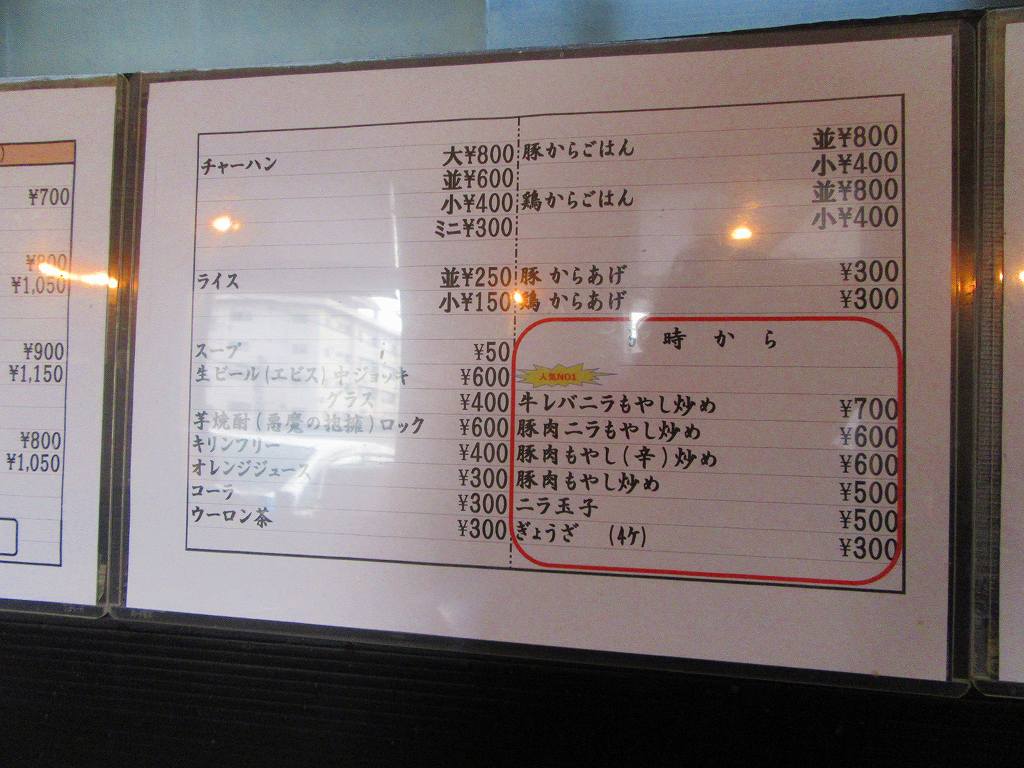 ¥700
¥800
¥1,050
¥900
¥1,150
¥800
¥1,050
チャーハン 大¥800
並¥600
小¥400
ミニ¥300
ライス 並¥250
小¥150
スープ ¥50
生ビール(エビス)中ジョッキ ¥600
グラス ¥400
芋焼酎(悪魔の抱擁)ロック ¥600
キリンフリー ¥400
オレンジジュース ¥300
コーラ ¥300
ウーロン茶 ¥300
豚からごはん 並¥800
小¥400
鶏からごはん 並¥800
小¥400
豚からあげ ¥300
鶏からあげ ¥300
時から
人気NO1
牛レバニラもやし炒め ¥700
豚肉ニラもやし炒め ¥600
豚肉もやし(辛)炒め ¥600
豚肉もやし炒め ¥500
ニラ玉子 ¥500
ぎょうざ (4ケ) ¥300